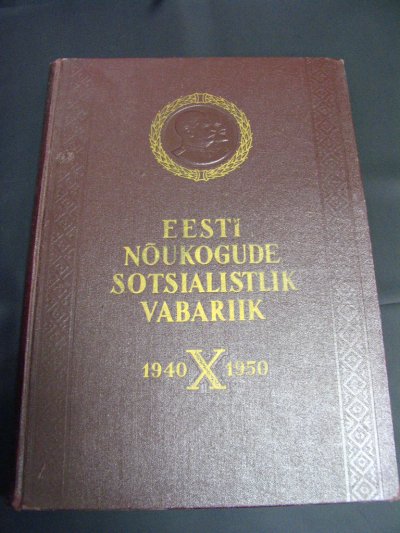 EESTI
NÕUKOGUDE
SOTSIALISTLIK
VABARIIK
1940 X 1950